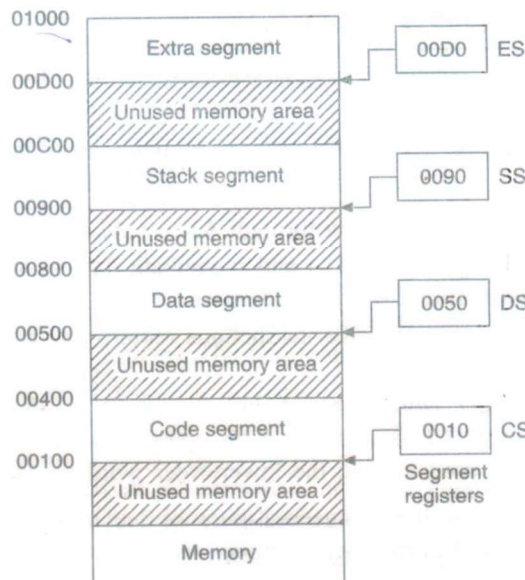 01000
Extra segment
00D0 ES
00D00
Unused memory area
00C00
Stack segment
0090 SS
00900
Unused memory area
00800
Data segment
0050 DS
00500
Unused memory area
00400
Code segment
0010 CS
00100
Segment
registers
Unused memory area
Memory